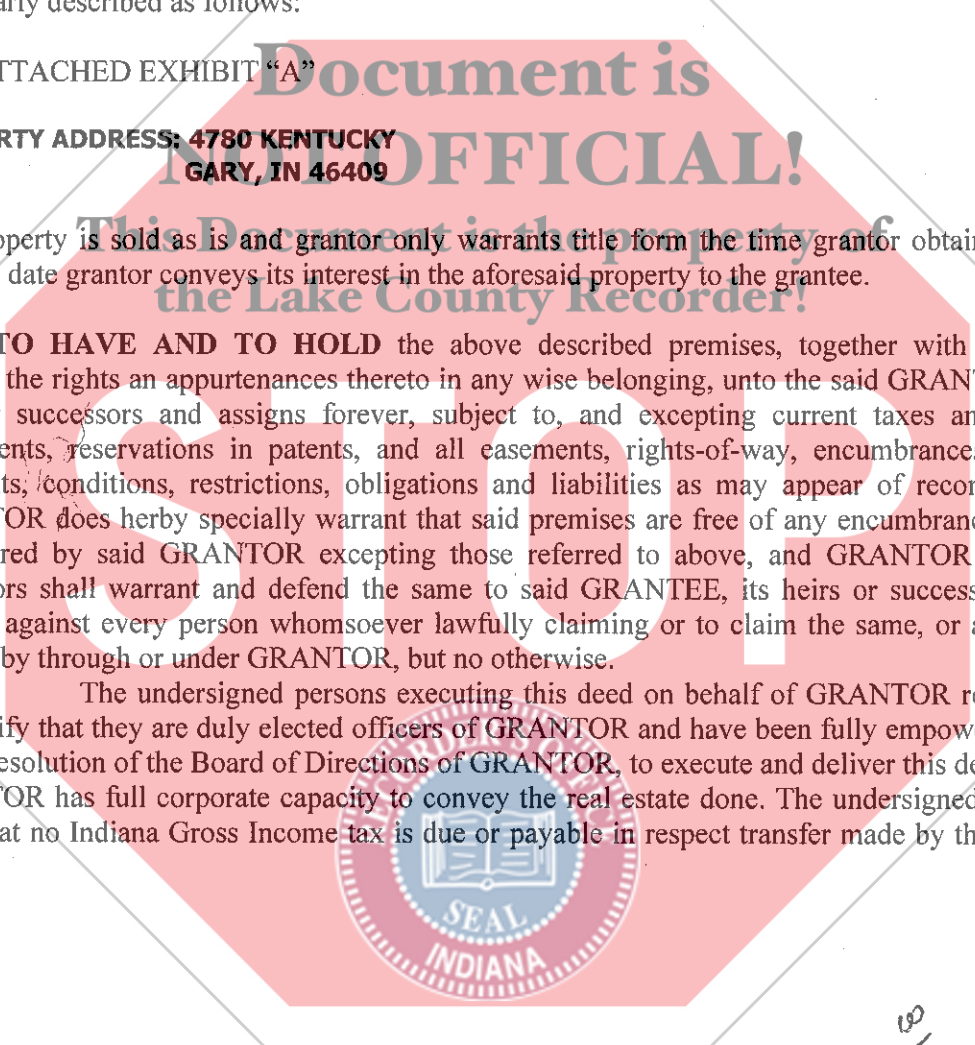 arly described as follows:
TTACHED EXHIBIT “A”
Document is
RTY ADDRESS: 4780 KENTUCKY
NOT OFFICIAL!
GARY, IN 46409
This Document is the property of
operty is sold as is and grantor only warrants title form the time grantor obtain
date grantor conveys its interest in the aforesaid property to the grantee.
the Lake County Recorder!
TO HAVE AND TO HOLD the above described premises, together with
the rights an appurtenances thereto in any wise belonging, unto the said GRANT
successors and assigns forever, subject to, and excepting current taxes an
ents, reservations in patents, and all easements, rights-of-way, encumbrances
ts, conditions, restrictions, obligations and liabilities as may appear of recor
TOR does herby specially warrant that said premises are free of any encumbranc
red by said GRANTOR excepting those referred to above, and GRANTOR
ors shall warrant and defend the same to said GRANTEE, its heirs or success
against every person whomsoever lawfully claiming or to claim the same, or a
by through or under GRANTOR, but no otherwise.
STOP
The undersigned persons executing this deed on behalf of GRANTOR re
ify that they are duly elected officers of GRANTOR and have been fully empow
esolution of the Board of Directions of GRANTOR, to execute and deliver this de
TOR has full corporate capacity to convey the real estate done. The undersigned
at no Indiana Gross Income tax is due or payable in respect transfer made by th
RECORDER'S OFFICE
SEAL
INDIANA